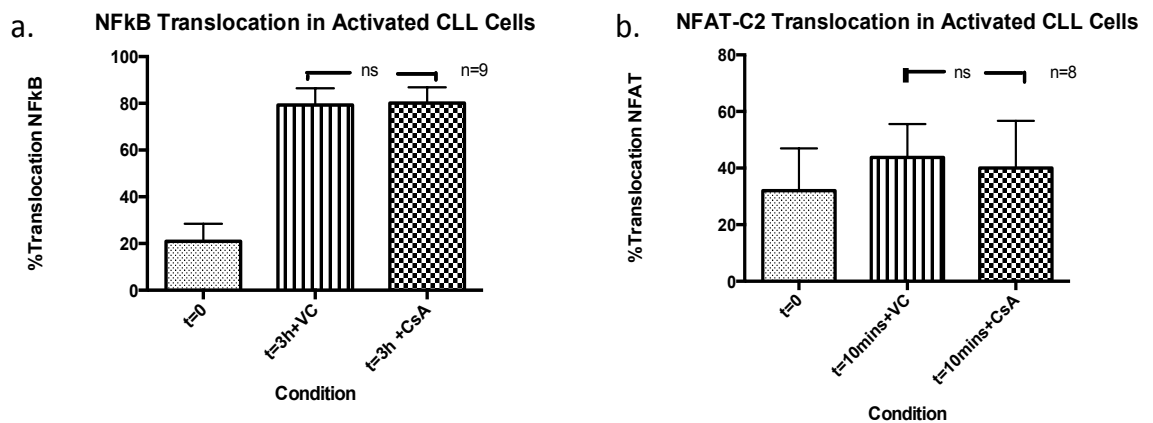 a.
NFkB Translocation in Activated CLL Cells
%Translocation NFkB
100
80
60
40
20
0
ns
n=9
t=0
t=3h+VC
t=3h +CsA
Condition
b.
NFAT-C2 Translocation in Activated CLL Cells
%Translocation NFAT
80
60
40
20
0
ns
n=8
t=0
t=10mins+VC
t=10mins+CsA
Condition